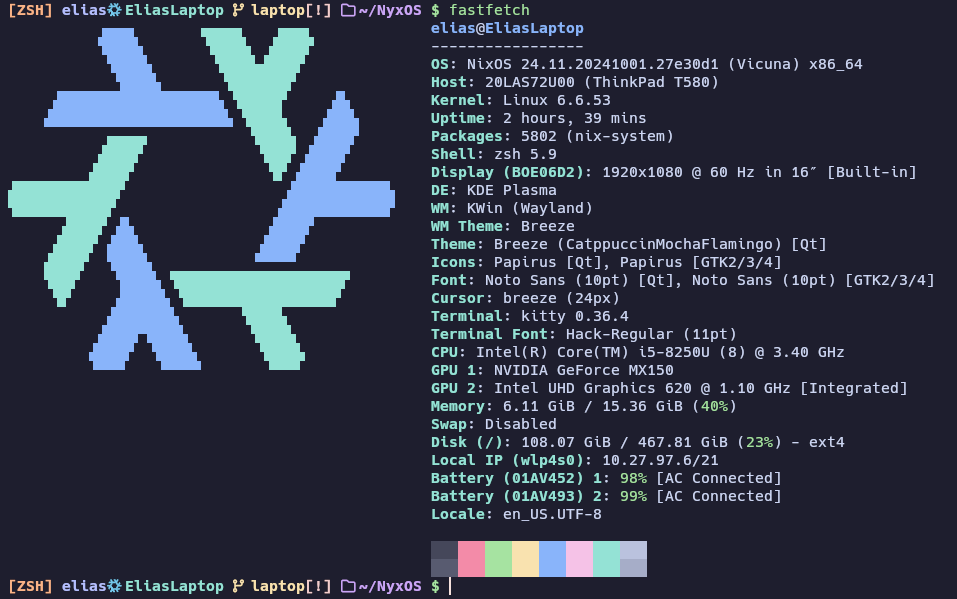 [ZSH] elias EliasLaptop laptop[!] ~/NyxOS $ fastfetch
elias@EliasLaptop
-----------------
OS: NixOS 24.11.20241001.27e30d1 (Vicuna) x86_64
Host: 20LAS72U00 (ThinkPad T580)
Kernel: Linux 6.6.53
Uptime: 2 hours, 39 mins
Packages: 5802 (nix-system)
Shell: zsh 5.9
Display (BOE06D2): 1920x1080 @ 60 Hz in 16″ [Built-in]
DE: KDE Plasma
WM: KWin (Wayland)
WM Theme: Breeze
Theme: Breeze (CatppuccinMochaFlamingo) [Qt]
Icons: Papirus [Qt], Papirus [GTK2/3/4]
Font: Noto Sans (10pt) [Qt], Noto Sans (10pt) [GTK2/3/4]
Cursor: breeze (24px)
Terminal: kitty 0.36.4
Terminal Font: Hack-Regular (11pt)
CPU: Intel(R) Core(TM) i5-8250U (8) @ 3.40 GHz
GPU 1: NVIDIA GeForce MX150
GPU 2: Intel UHD Graphics 620 @ 1.10 GHz [Integrated]
Memory: 6.11 GiB / 15.36 GiB (40%)
Swap: Disabled
Disk (/): 108.07 GiB / 467.81 GiB (23%) - ext4
Local IP (wlp4s0): 10.27.97.6/21
Battery (01AV452) 1: 98% [AC Connected]
Battery (01AV493) 2: 99% [AC Connected]
Locale: en_US.UTF-8
[ZSH] elias EliasLaptop laptop[!] ~/NyxOS $